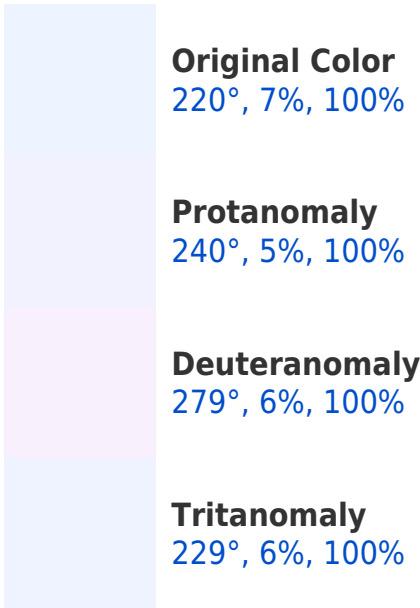 Original Color
220°, 7%, 100%
Protanomaly
240°, 5%, 100%
Deuteranomaly
279°, 6%, 100%
Tritanomaly
229°, 6%, 100%